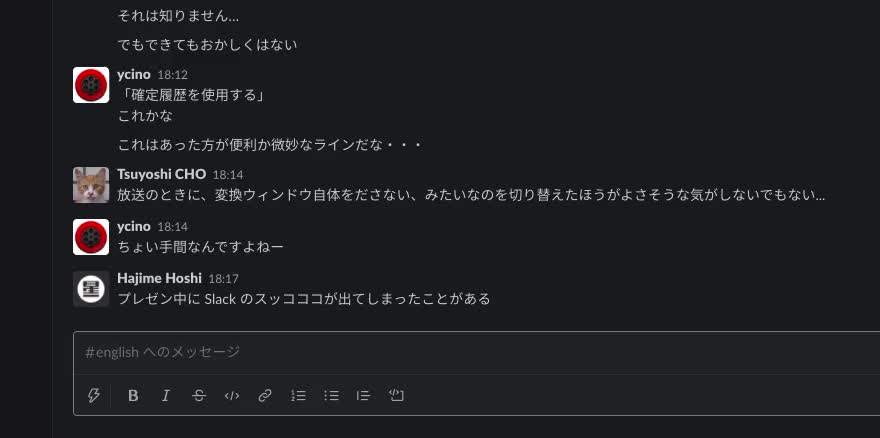 それは知りません...
でもできてもおかしくはない
ycino 18:12
「確定履歴を使用する」
これかな
これはあった方が便利か微妙なラインだな・・・
Tsuyoshi CHO 18:14
放送のときに、変換ウィンドウ自体をださない、みたいなのを切り替えたほうがよさそうな気がしないでもない...
ycino 18:14
ちょい手間なんですよねー
Hajime Hoshi 18:17
プレゼン中に Slack のスッコココが出てしまったことがある
#english へのメッセージ